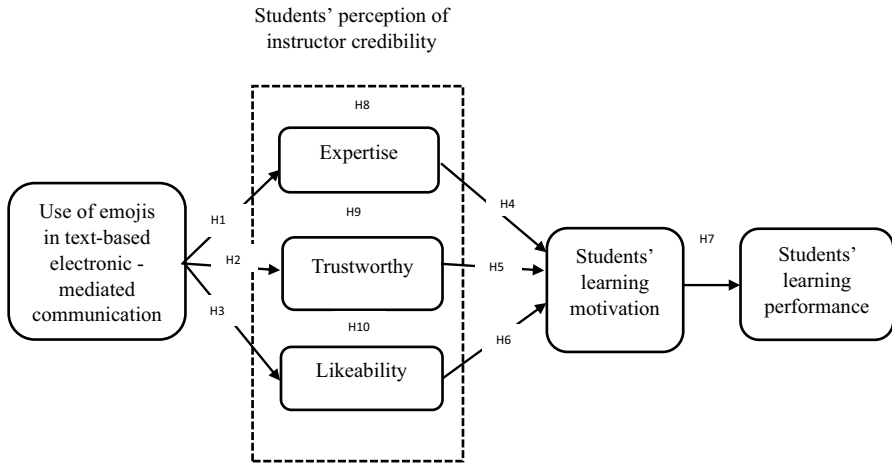 Students’ perception of
instructor credibility
H8
Expertise
Use of emojis
in text-based
electronic -
mediated
communication
H1
H2
H3
H9
Trustworthy
H10
Likeability
H4
H5
H6
Students’
learning
motivation
H7
Students’
learning
performance